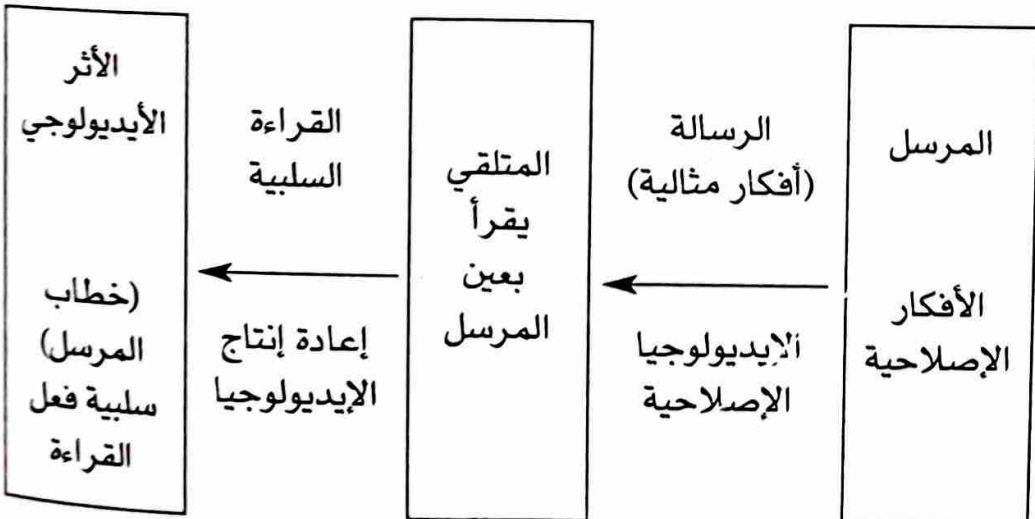 المرسل
الأفكار
الإصلاحية
الرسالة
(أفكار مثالية)
الإيديولوجيا
الإصلاحية
المتلقي
يقرأ
بعين
المرسل
القراءة
السلبية
إعادة إنتاج
الإيديولوجيا
الأثر
الأيديولوجي
(خطاب
المرسل)
سلبية فعل
القراءة